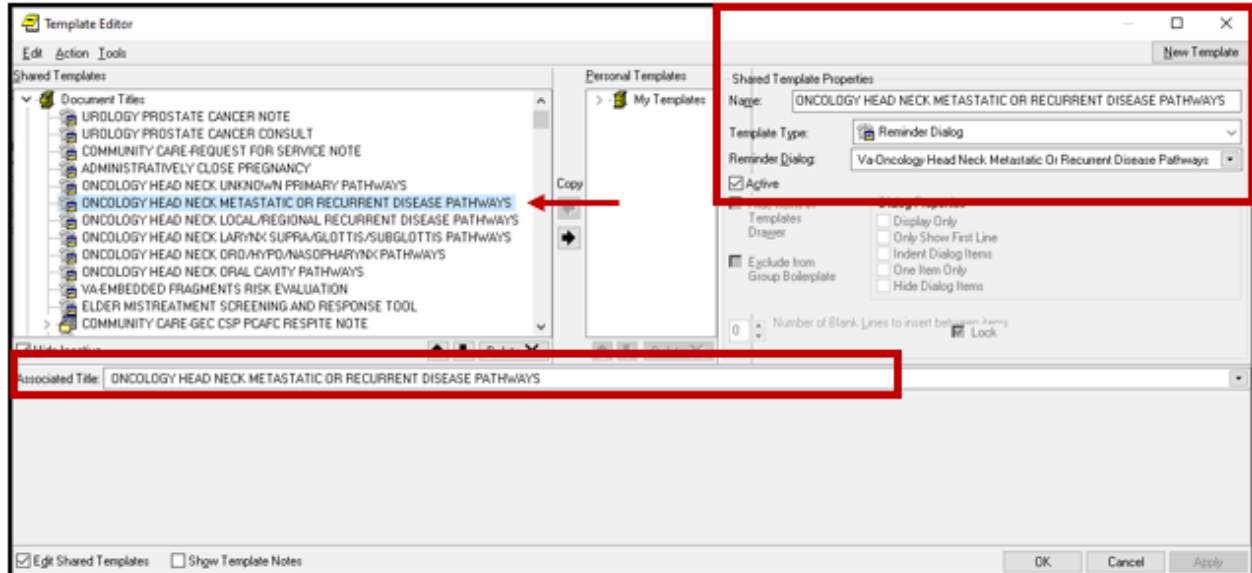 Template Editor
Edit Action Tools
New Template
Shared Templates
Personal Templates
Shared Template Properties
Document Titles
UROLOGY PROSTATE CANCER NOTE
UROLOGY PROSTATE CANCER CONSULT
COMMUNITY CARE-REQUEST FOR SERVICE NOTE
ADMINISTRATIVELY CLOSE PREGNANCY
ONCOLOGY HEAD NECK UNKNOWN PRIMARY PATHWAYS
ONCOLOGY HEAD NECK METASTATIC OR RECURRENT DISEASE PATHWAYS
ONCOLOGY HEAD NECK LOCAL/REGIONAL RECURRENT DISEASE PATHWAYS
ONCOLOGY HEAD NECK LARYNX SUPRA/GLOTTIS/SUBGLOTTIS PATHWAYS
ONCOLOGY HEAD NECK ORO/HYPO/NASOPHARYNX PATHWAYS
ONCOLOGY HEAD NECK ORAL CAVITY PATHWAYS
VA-EMBEDDED FRAGMENTS RISK EVALUATION
ELDER MISTREATMENT SCREENING AND RESPONSE TOOL
COMMUNITY CARE-GEC CSP PCAFC RESPITE NOTE
Copy
My Templates
Name: ONCOLOGY HEAD NECK METASTATIC OR RECURRENT DISEASE PATHWAYS
Template Type: Reminder Dialog
Reminder Dialog: Va-Oncology Head Neck Metastatic Or Recurrent Disease Pathways
Active
Templates
Drawer
Exclude from
Group Boilerplate
Display Only
Only Show First Line
Indent Dialog Items
One Item Only
Hide Dialog Items
0 Number of Blank Lines to insert between items
Lock
Associated Title: ONCOLOGY HEAD NECK METASTATIC OR RECURRENT DISEASE PATHWAYS
Edit Shared Templates Show Template Notes
OK Cancel Apply